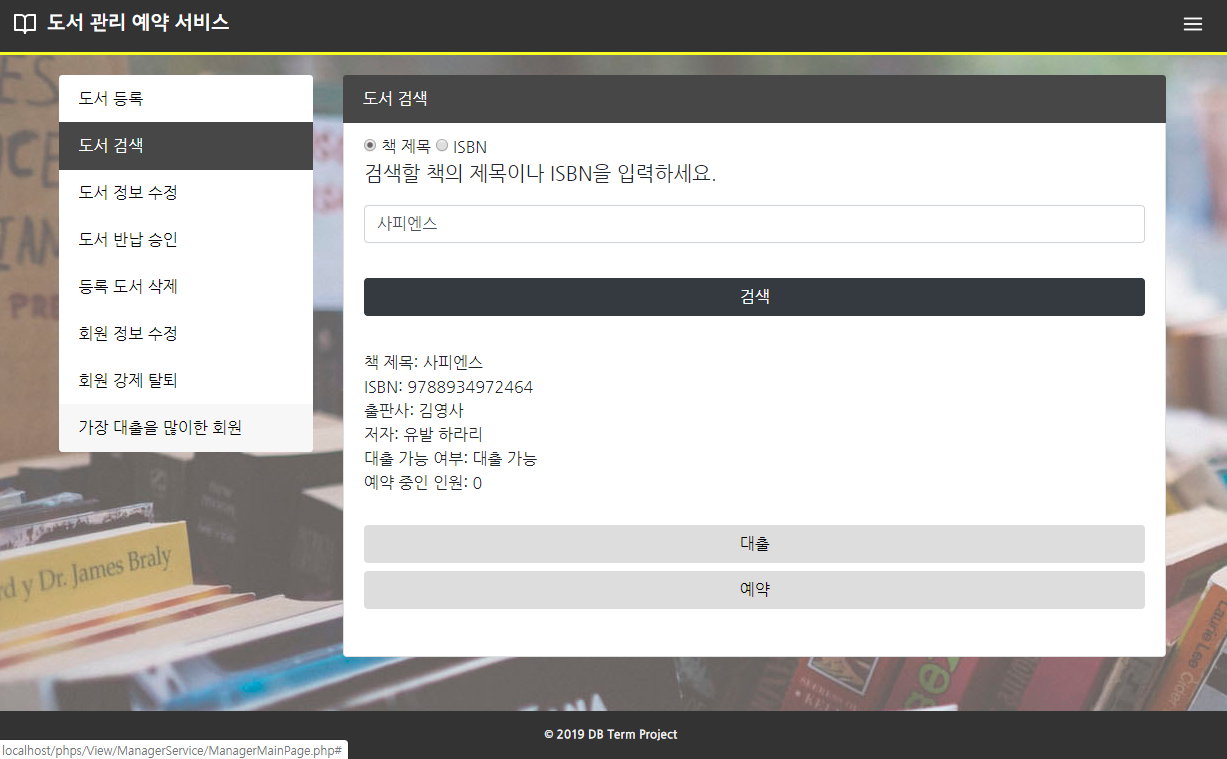 도서 관리 예약 서비스
도서 등록
도서 검색
도서 정보 수정
도서 반납 승인
등록 도서 삭제
회원 정보 수정
회원 강제 탈퇴
가장 대출을 많이한 회원
도서 검색
책 제목 ISBN
검색할 책의 제목이나 ISBN을 입력하세요.
사피엔스
검색
책 제목: 사피엔스
ISBN: 9788934972464
출판사: 김영사
저자: 유발 하라리
대출 가능 여부: 대출 가능
예약 중인 인원: 0
대출
예약
rd y Dr. James Braly
Laurie Lee
Cider
© 2019 DB Term Project
localhost/phps/View/ManagerService/ManagerMainPage.php#